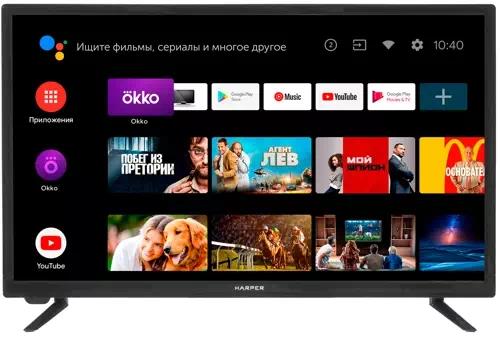 Ищите фильмы, сериалы и многое другое
2
10:40
Приложения
ökko
Google Play
Music
YouTube
Google Play
Movies & TV
Okko
Okko
ПОБЕГ ИЗ
ПРЕТОРИИ
АГЕНТ
ЛЕВ
МОЙ
ШПИОН
ОСНОВАТЕ
YouTube
HARPER